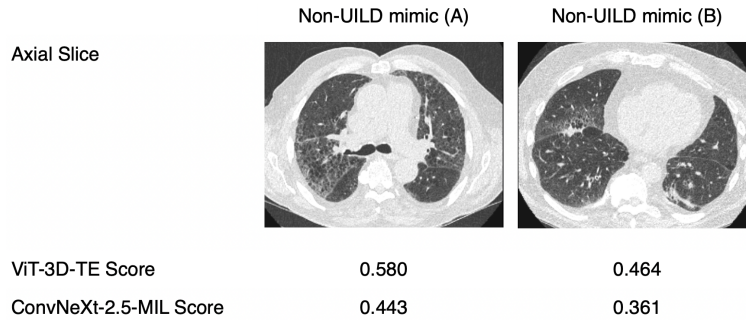 Non-UILD mimic (A) Non-UILD mimic (B)
Axial Slice
ViT-3D-TE Score 0.580 0.464
ConvNeXt-2.5-MIL Score 0.443 0.361